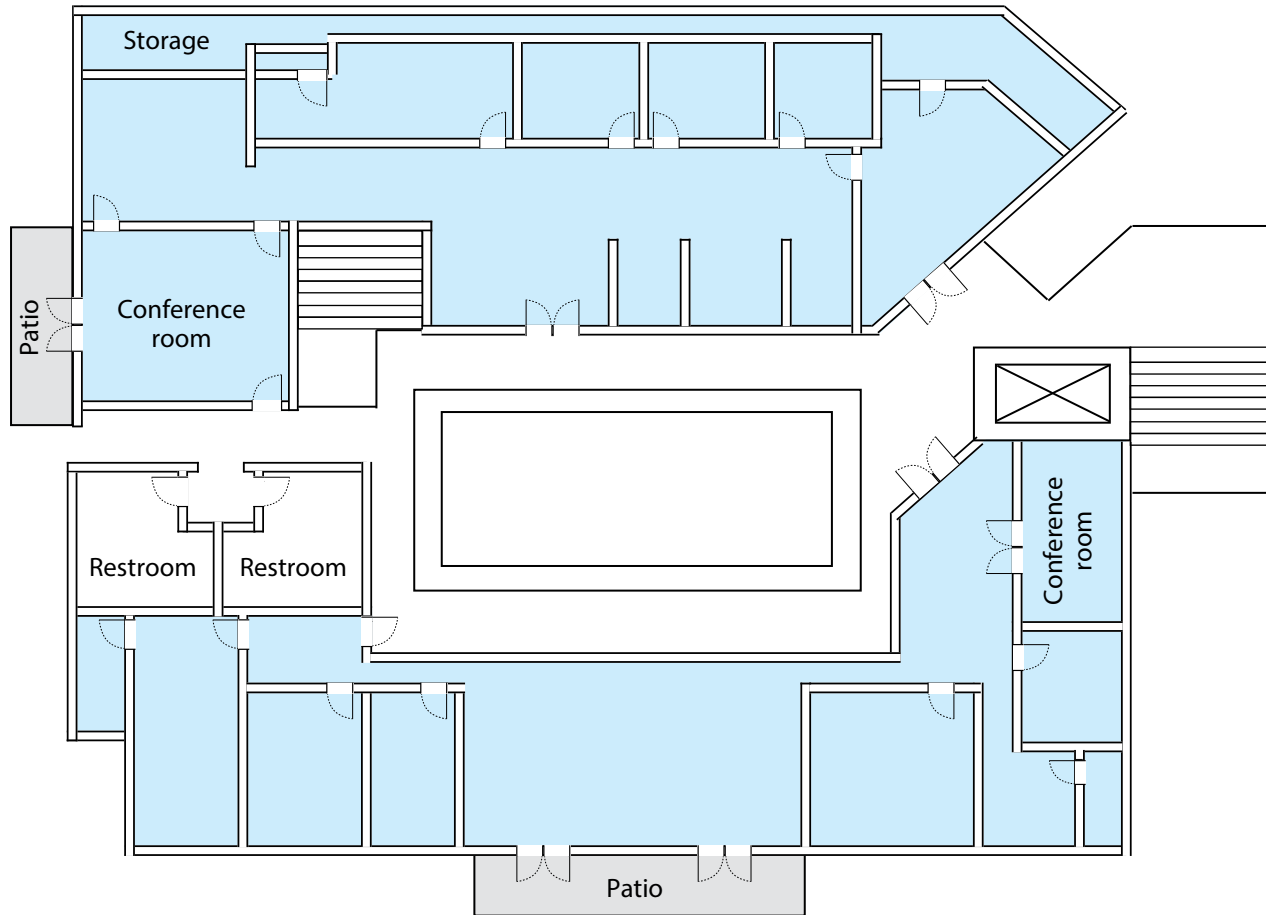 Storage
Patio
Conference
room
Restroom
Restroom
Conference
room
Patio